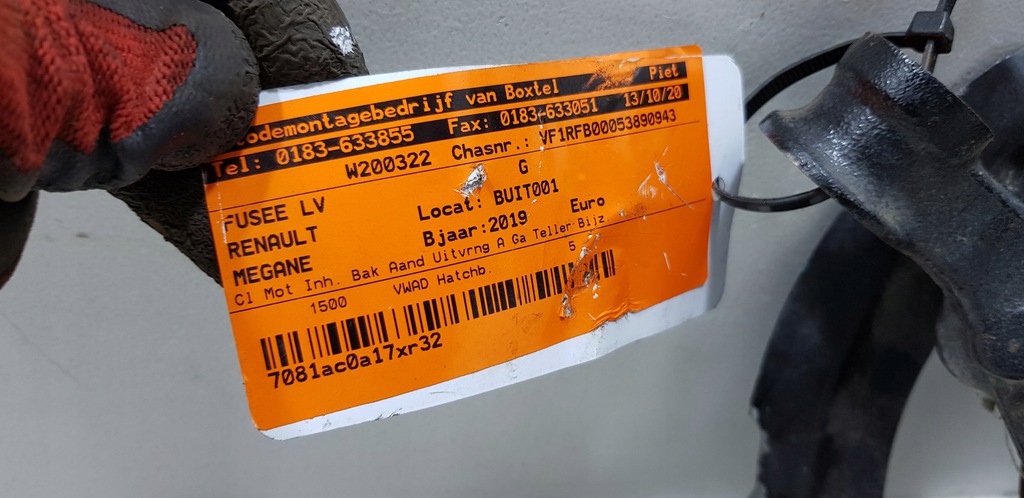 odemontagebedrijf van Boxtel Piet
Tel: 0183-633855 Fax: 0183-633051 13/10/20
W200322 Chasnr.: VF1RFB00053890943
FUSEE LV G
RENAULT Locat: BUIT001
MEGANE Bjaar:2019 Euro
Cl Mot Inh. Bak Aand Uitvrng A Ga Teller Bijz.
1500 VWAD Hatchb. 5
7081ac0a17xr32